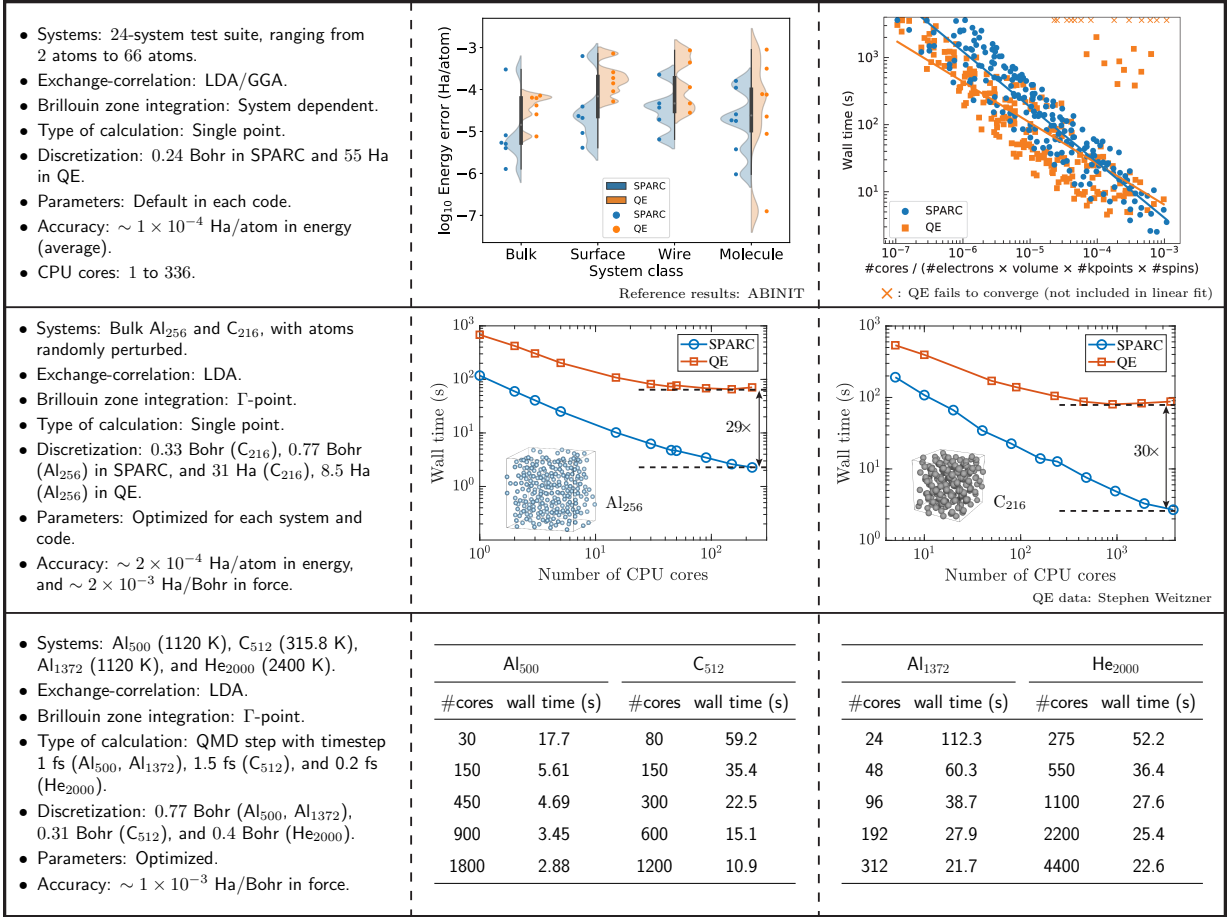 • Systems: 24-system test suite, ranging from
2 atoms to 66 atoms.
• Exchange-correlation: LDA/GGA.
• Brillouin zone integration: System dependent.
• Type of calculation: Single point.
• Discretization: 0.24 Bohr in SPARC and 55 Ha
in QE.
• Parameters: Default in each code.
• Accuracy: ∼ 1 × 10⁻⁴ Ha/atom in energy
(average).
• CPU cores: 1 to 336.
log₁₀ Energy error (Ha/atom)
−3
−4
−5
−6
−7
SPARC
QE
SPARC
QE
Bulk Surface Wire Molecule
System class
Reference results: ABINIT
Wall time (s)
10³
10²
10¹
SPARC
QE
10⁻⁷ 10⁻⁶ 10⁻⁵ 10⁻⁴ 10⁻³
#cores / (#electrons × volume × #kpoints × #spins)
× : QE fails to converge (not included in linear fit)
• Systems: Bulk Al₂₅₆ and C₂₁₆, with atoms
randomly perturbed.
• Exchange-correlation: LDA.
• Brillouin zone integration: Γ-point.
• Type of calculation: Single point.
• Discretization: 0.33 Bohr (C₂₁₆), 0.77 Bohr
(Al₂₅₆) in SPARC, and 31 Ha (C₂₁₆), 8.5 Ha
(Al₂₅₆) in QE.
• Parameters: Optimized for each system and
code.
• Accuracy: ∼ 2 × 10⁻⁴ Ha/atom in energy,
and ∼ 2 × 10⁻³ Ha/Bohr in force.
Wall time (s)
10³
10²
10¹
10⁰
SPARC
QE
29×
Al₂₅₆
10⁰ 10¹ 10²
Number of CPU cores
Wall time (s)
10³
10²
10¹
10⁰
SPARC
QE
30×
C₂₁₆
10¹ 10² 10³
Number of CPU cores
QE data: Stephen Weitzner
• Systems: Al₅₀₀ (1120 K), C₅₁₂ (315.8 K),
Al₁₃₇₂ (1120 K), and He₂₀₀₀ (2400 K).
• Exchange-correlation: LDA.
• Brillouin zone integration: Γ-point.
• Type of calculation: QMD step with timestep
1 fs (Al₅₀₀, Al₁₃₇₂), 1.5 fs (C₅₁₂), and 0.2 fs
(He₂₀₀₀).
• Discretization: 0.77 Bohr (Al₅₀₀, Al₁₃₇₂),
0.31 Bohr (C₅₁₂), and 0.4 Bohr (He₂₀₀₀).
• Parameters: Optimized.
• Accuracy: ∼ 1 × 10⁻³ Ha/Bohr in force.
Al₅₀₀ C₅₁₂
#cores wall time (s) #cores wall time (s)
30 17.7 80 59.2
150 5.61 150 35.4
450 4.69 300 22.5
900 3.45 600 15.1
1800 2.88 1200 10.9
Al₁₃₇₂ He₂₀₀₀
#cores wall time (s) #cores wall time (s)
24 112.3 275 52.2
48 60.3 550 36.4
96 38.7 1100 27.6
192 27.9 2200 25.4
312 21.7 4400 22.6